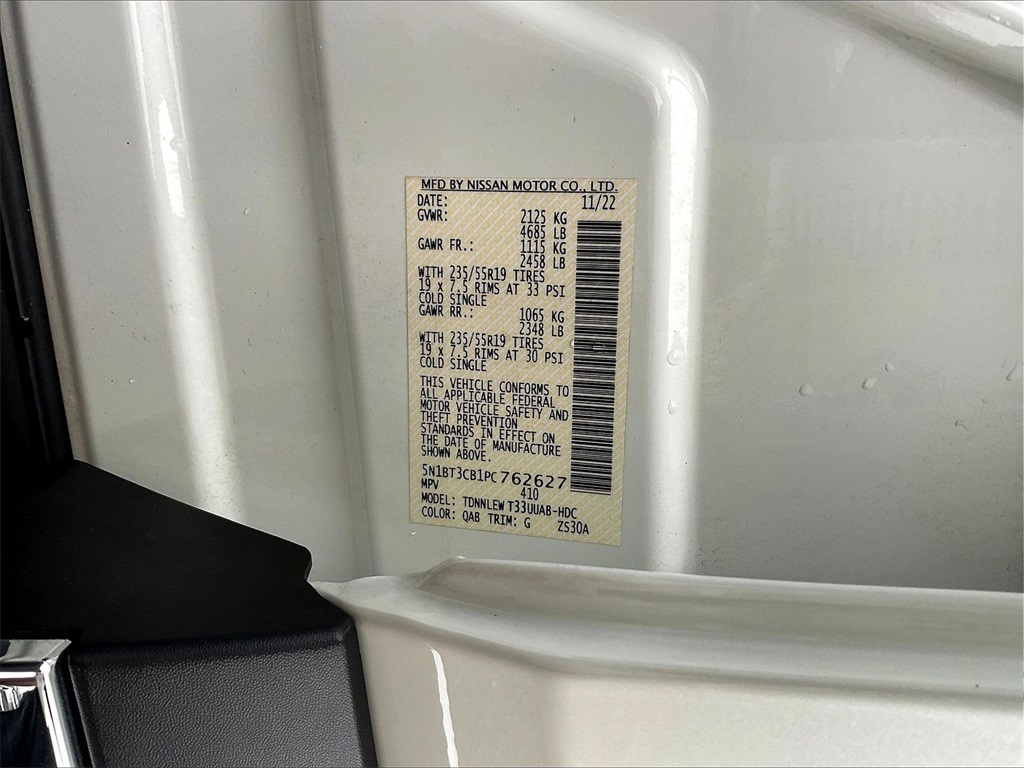 MFD BY NISSAN MOTOR CO., LTD.
DATE: 11/22
GVWR: 2125 KG
4685 LB
GAWR FR.: 1115 KG
2458 LB
WITH 235/55R19 TIRES
19 x 7.5 RIMS AT 33 PSI
COLD SINGLE
GAWR RR.: 1065 KG
2348 LB
WITH 235/55R19 TIRES
19 x 7.5 RIMS AT 30 PSI
COLD SINGLE
THIS VEHICLE CONFORMS TO
ALL APPLICABLE FEDERAL
MOTOR VEHICLE SAFETY AND
THEFT PREVENTION
STANDARDS IN EFFECT ON
THE DATE OF MANUFACTURE
SHOWN ABOVE.
5N1BT3CB1PC762627
MPV 410
MODEL: TDNNLEW T33UUAB-HDC
COLOR: QAB TRIM: G ZS30A